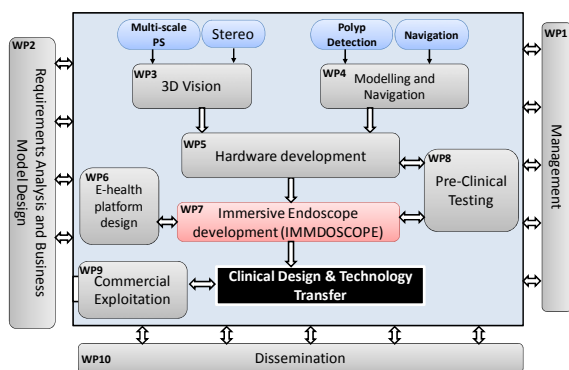 Multi-scale
PS
Stereo
Polyp
Detection
Navigation
WP2
Requirements Analysis and Business
Model Design
WP1
Management
WP3
3D Vision
WP4
Modelling and
Navigation
WP5
Hardware development
WP8
Pre-Clinical
Testing
WP6
E-health
platform
design
WP7
Immersive Endoscope
development (IMMDOSCOPE)
WP9
Commercial
Exploitation
Clinical Design & Technology
Transfer
WP10
Dissemination